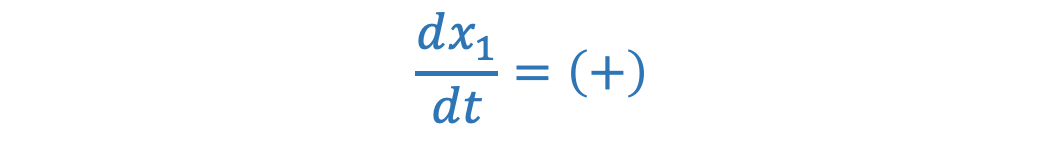 dx₁/dt = (+)